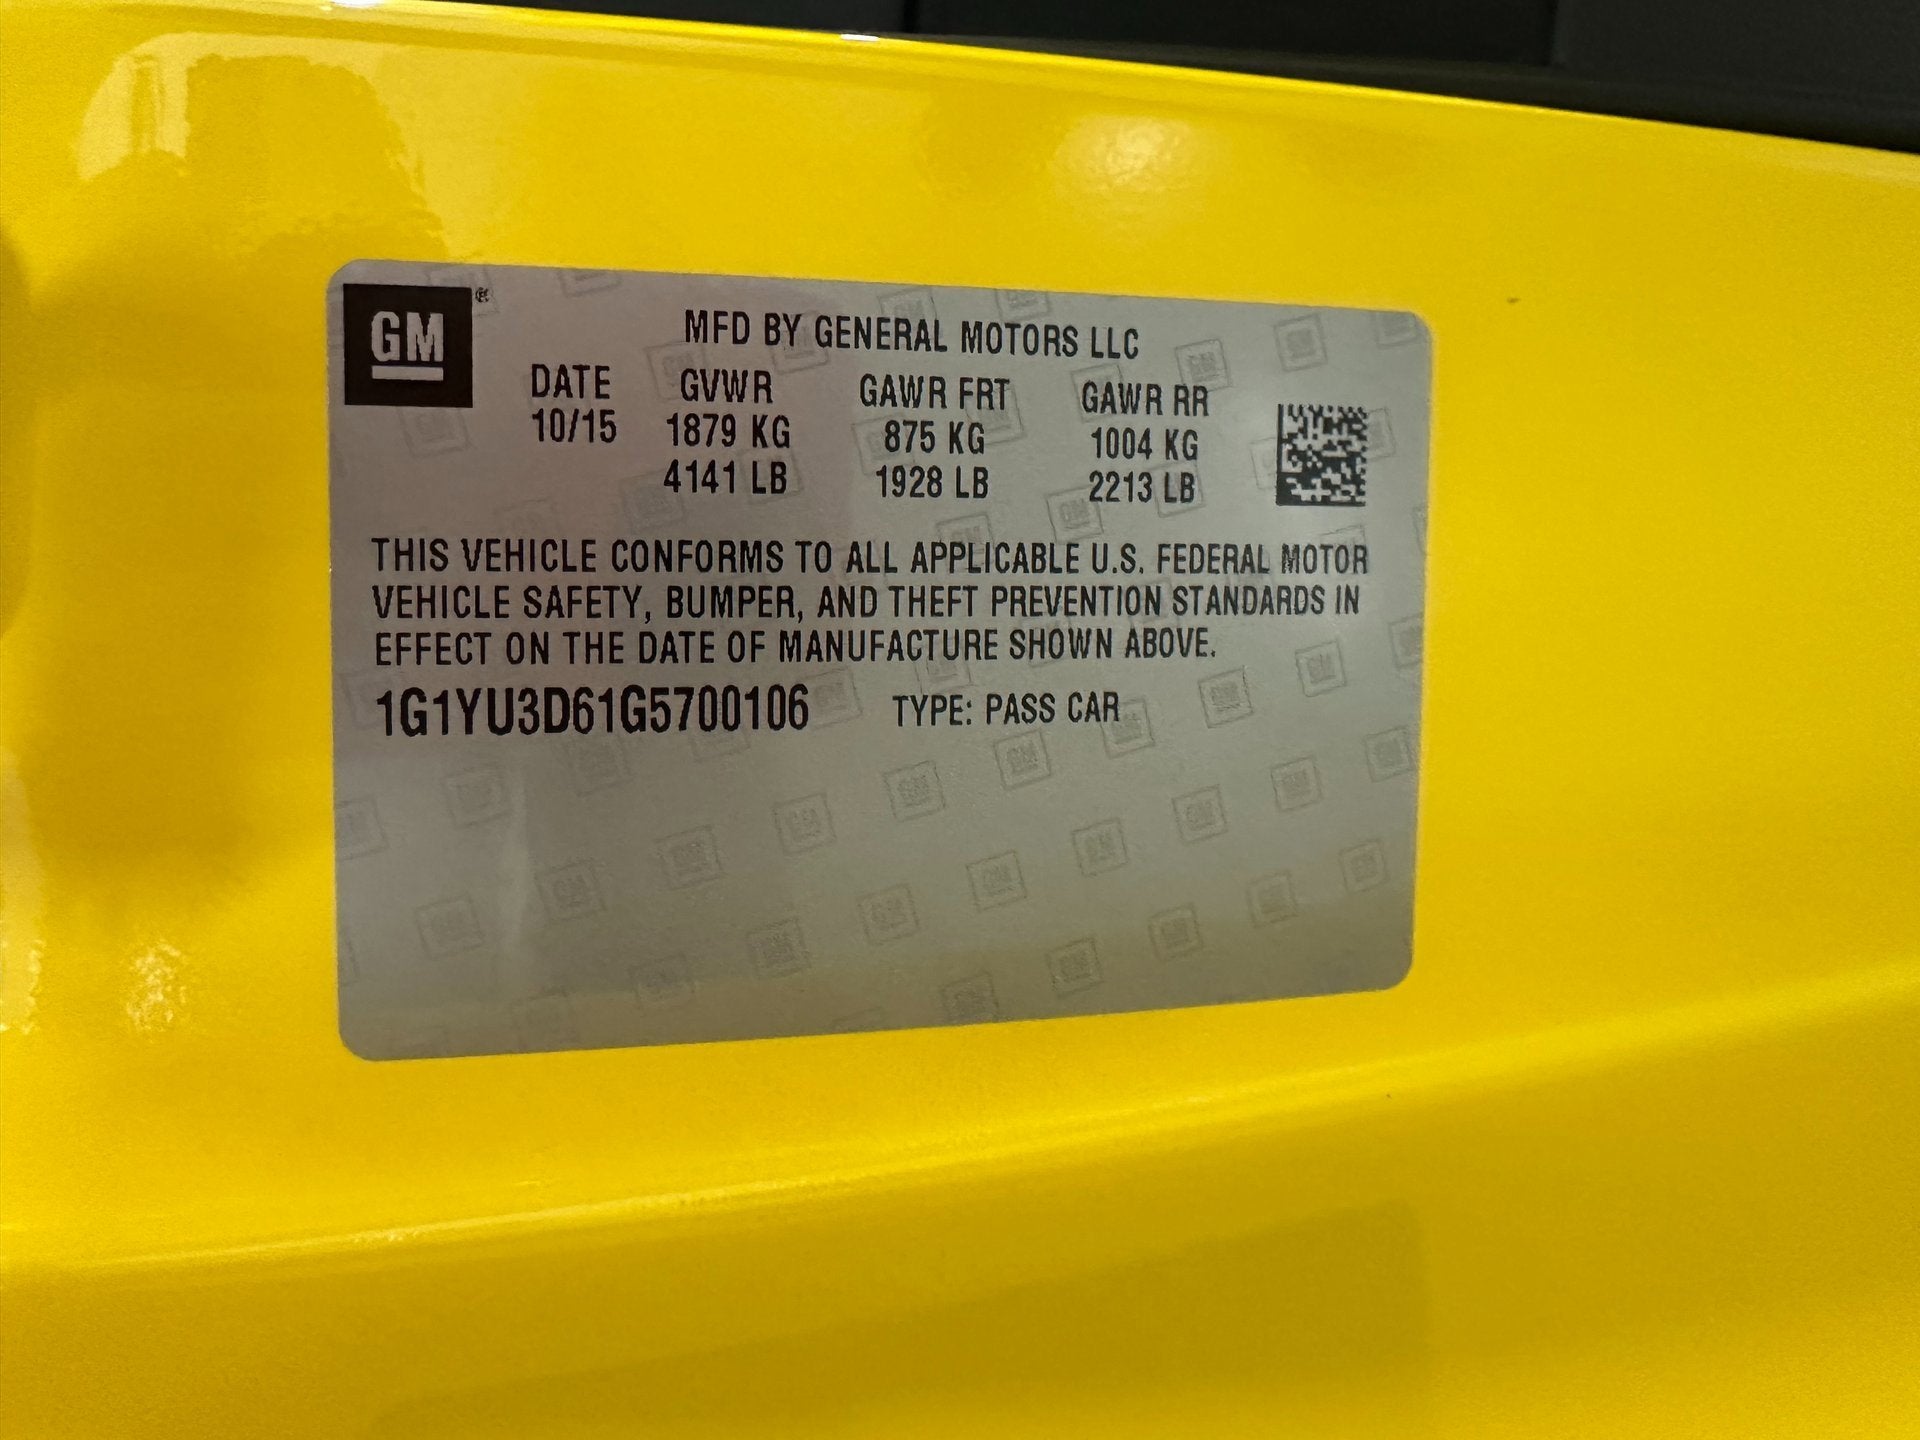 GM
MFD BY GENERAL MOTORS LLC
DATE GVWR GAWR FRT GAWR RR
10/15 1879 KG 875 KG 1004 KG
4141 LB 1928 LB 2213 LB
THIS VEHICLE CONFORMS TO ALL APPLICABLE U.S. FEDERAL MOTOR
VEHICLE SAFETY, BUMPER, AND THEFT PREVENTION STANDARDS IN
EFFECT ON THE DATE OF MANUFACTURE SHOWN ABOVE.
1G1YU3D61G5700106 TYPE: PASS CAR